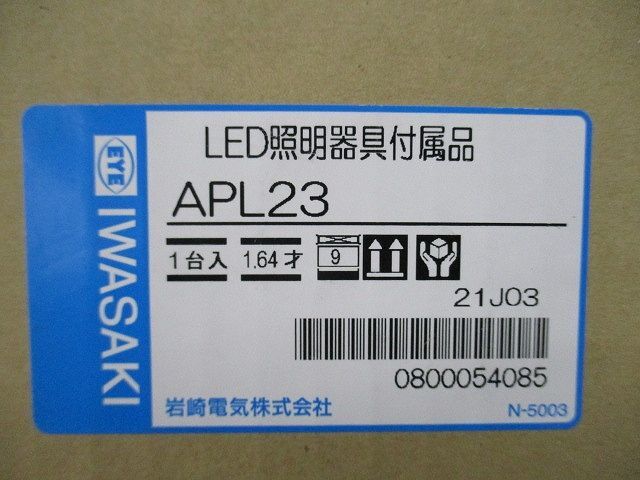 EYE
IWASAKI
LED照明器具付属品
APL23
1台入
1.64才
9
21J03
0800054085
岩崎電気株式会社
N-5003